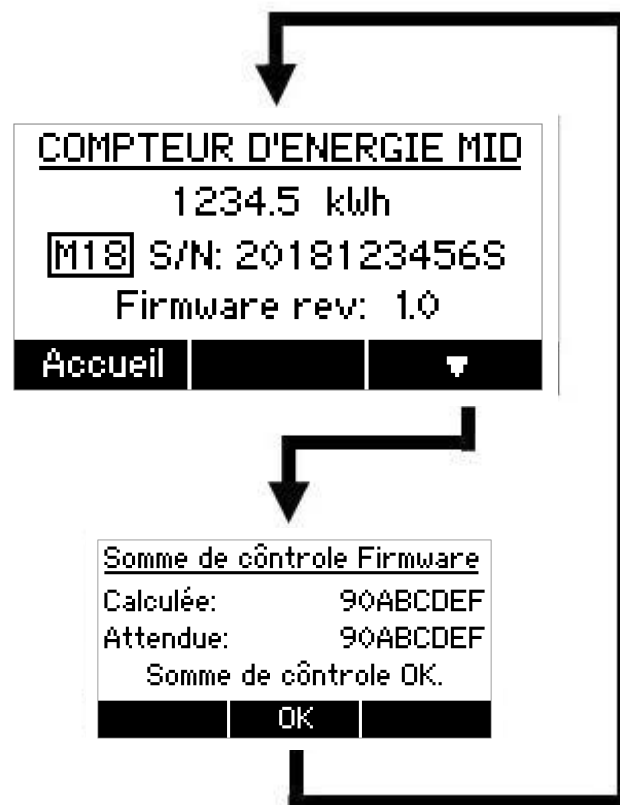 COMPTEUR D'ENERGIE MID
1234.5 kWh
M18 S/N: 2018123456S
Firmware rev: 1.0
Accueil ▼
Somme de côntrole Firmware
Calculée: 90ABCDEF
Attendue: 90ABCDEF
Somme de côntrole OK.
OK